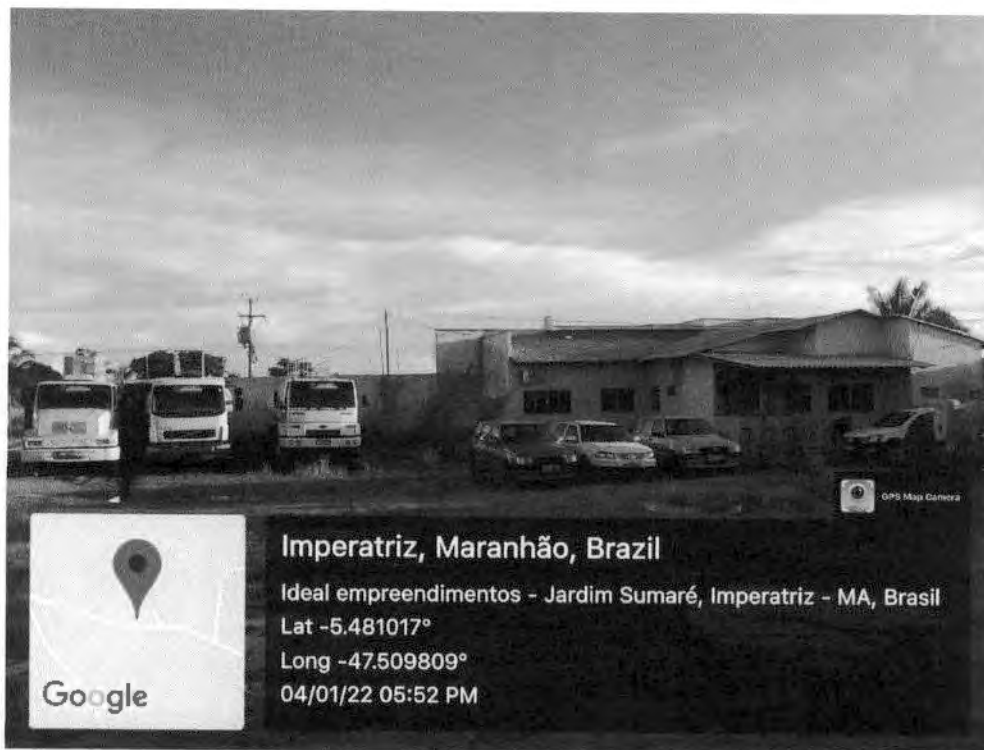 GPS Map Camera
Imperatriz, Maranhão, Brazil
Ideal empreendimentos - Jardim Sumaré, Imperatriz - MA, Brasil
Lat -5.481017°
Long -47.509809°
04/01/22 05:52 PM
Google